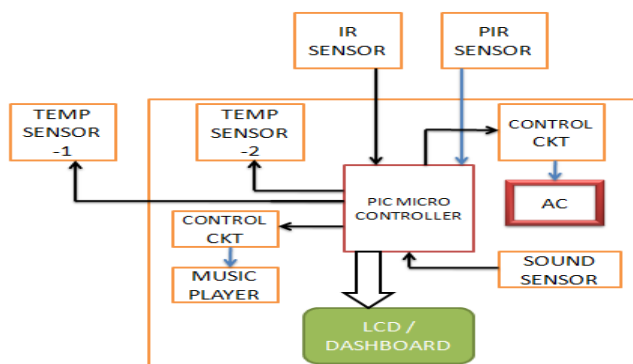 IR
SENSOR
PIR
SENSOR
TEMP
SENSOR
-1
TEMP
SENSOR
-2
CONTROL
CKT
PIC MICRO
CONTROLLER
AC
CONTROL
CKT
MUSIC
PLAYER
SOUND
SENSOR
LCD /
DASHBOARD